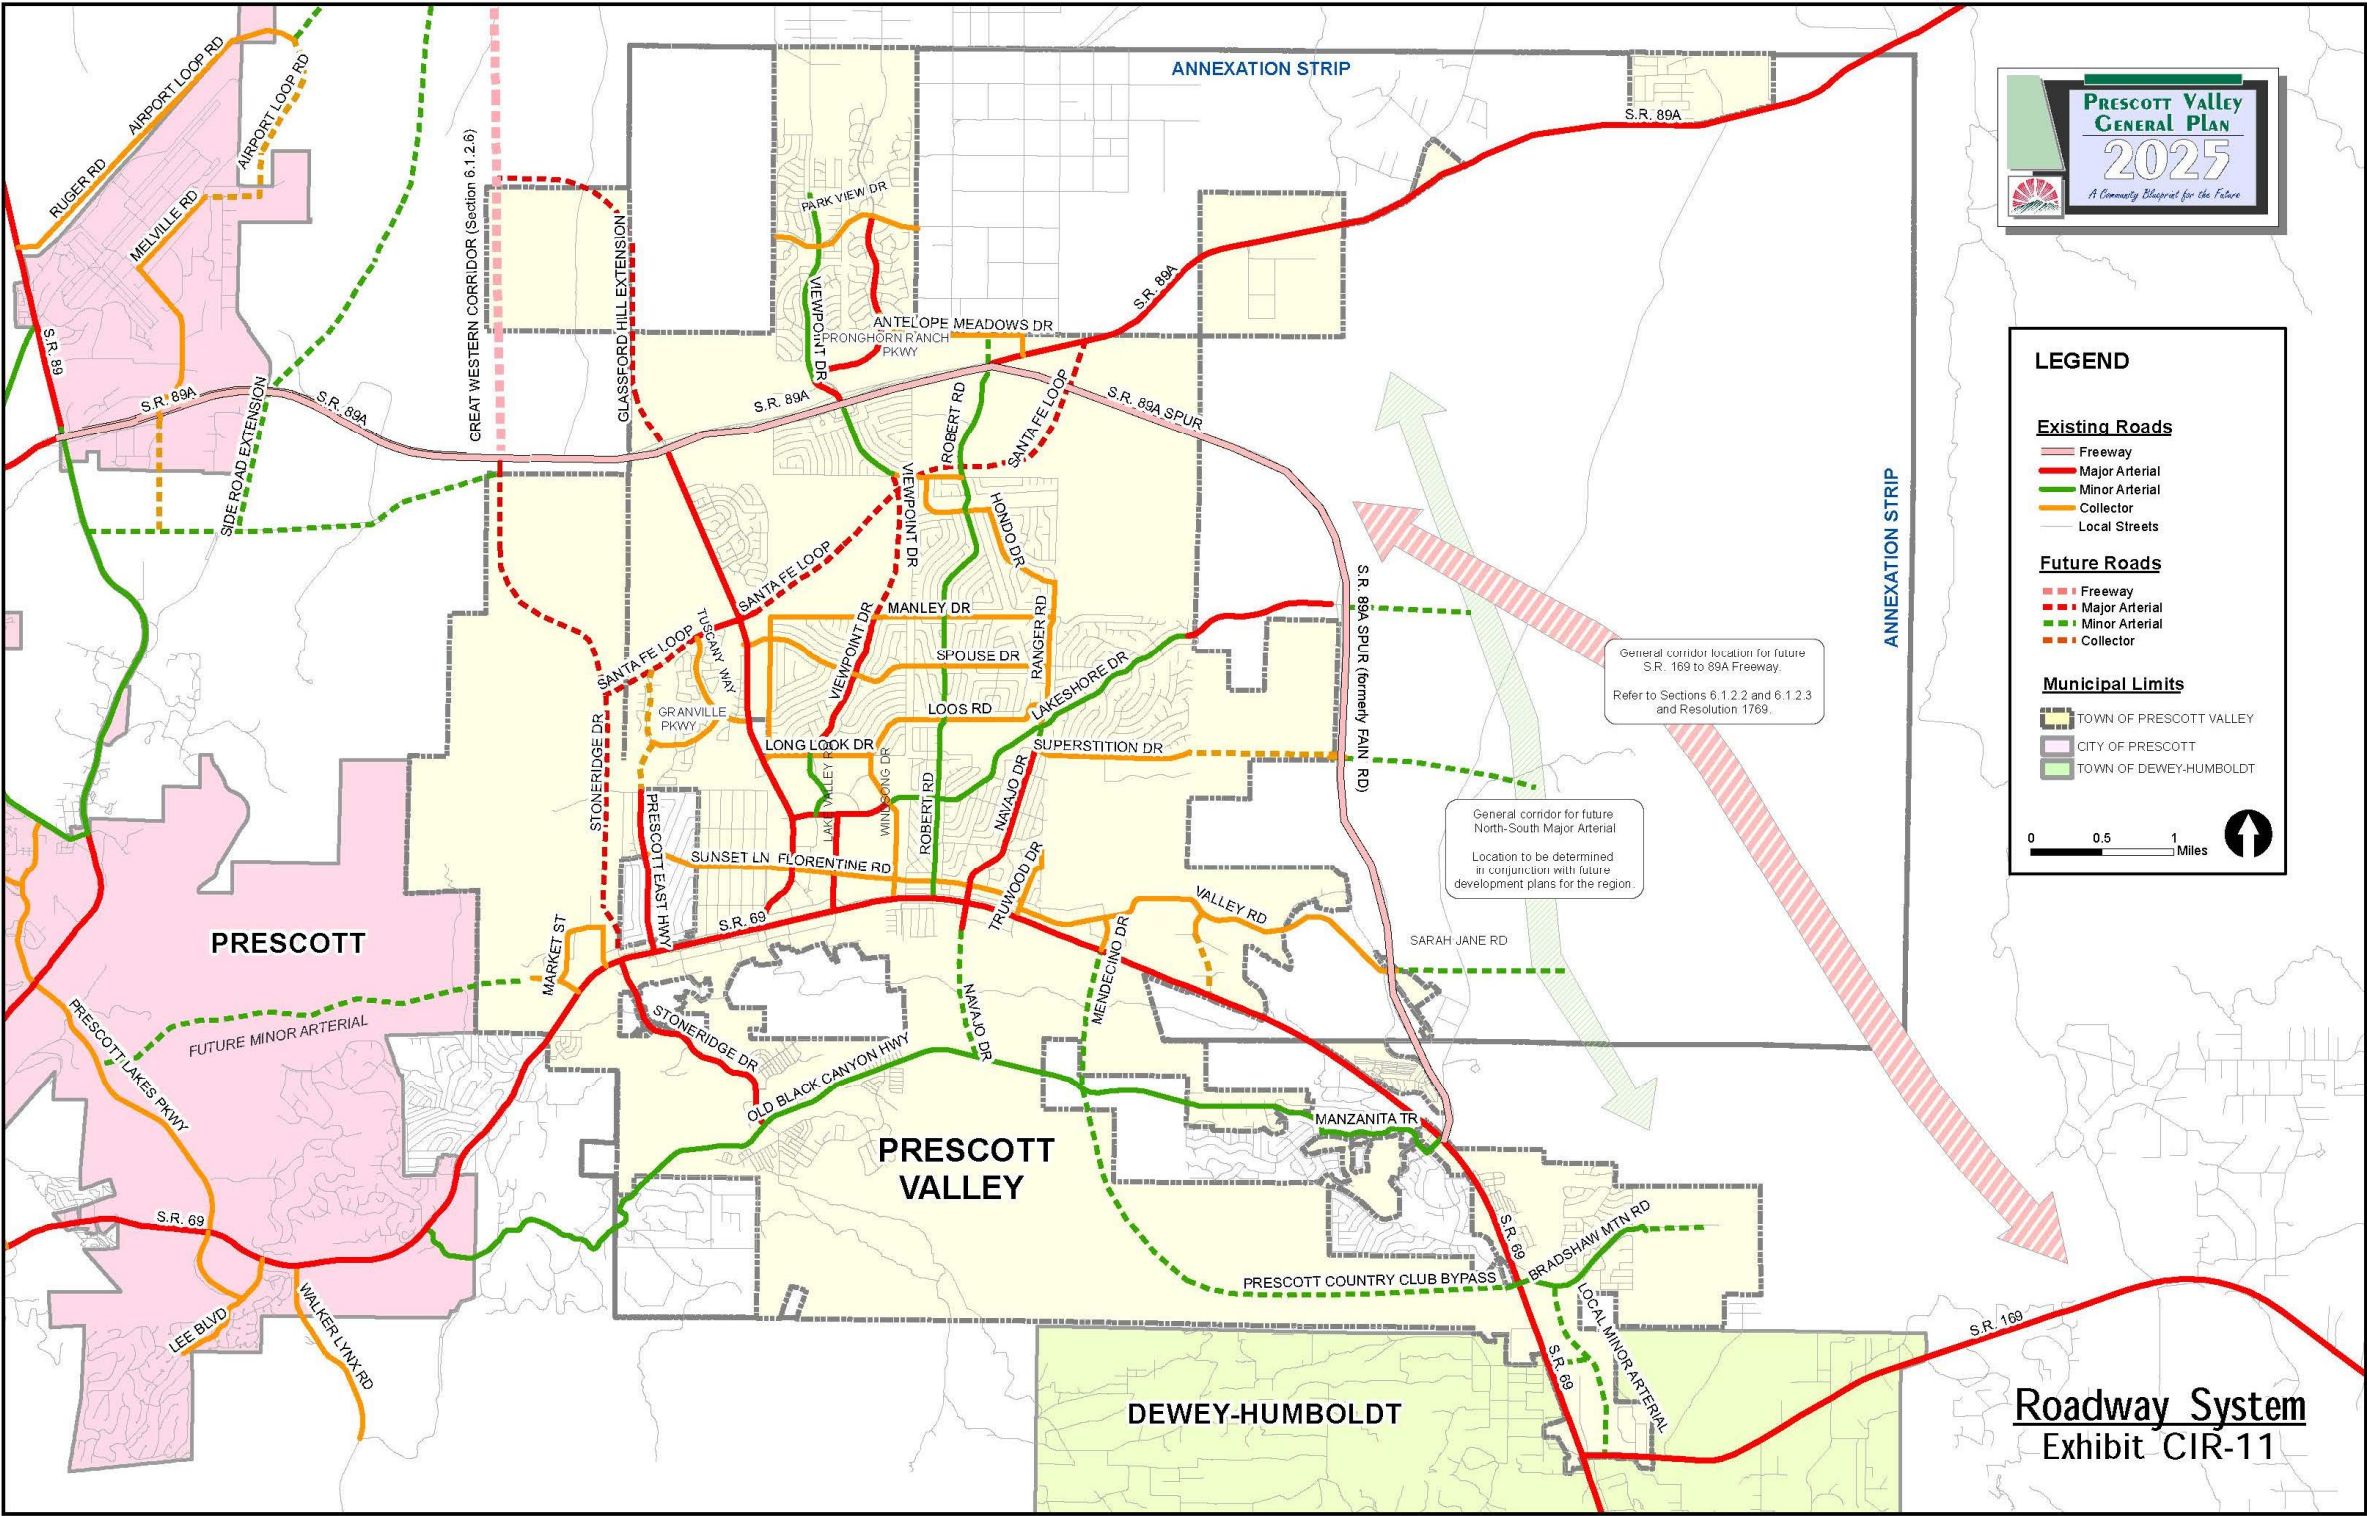 ANNEXATION STRIP
PRESCOTT VALLEY
GENERAL PLAN
2025
A Community Blueprint for the Future
AIRPORT LOOP RD
AIRPORT LOOP RD
RUGER RD
MELVILLE RD
S.R. 89
S.R. 89A
S.R. 89A
SIDE ROAD EXTENSION
GREAT WESTERN CORRIDOR (Section 6.1.2.6)
GLASSFORD HILL EXTENSION
PARK VIEW DR
VIEWPOINT DR
ANTELOPE MEADOWS DR
PRONGHORN RANCH
PKWY
S.R. 89A
S.R. 89A
S.R. 89A
S.R. 89A SPUR
ROBERT RD
SANTA FE LOOP
VIEWPOINT DR
HONDO DR
SANTA FE LOOP
SANTA FE LOOP
TUSCANY WAY
MANLEY DR
VIEWPOINT DR
SPOUSE DR
RANGER RD
LAKESHORE DR
LOOS RD
GRANVILLE
PKWY
LONG LOOK DR
SUPERSTITION DR
STONERIDGE DR
PRESCOTT EAST HWY
LAKE VALLEY RD
WINDSONG DR
ROBERT RD
NAVAJO DR
SUNSET LN
FLORENTINE RD
TRUWOOD DR
S.R. 69
MARKET ST
VALLEY RD
MENDECINO DR
SARAH JANE RD
S.R. 89A SPUR (formerly FAIN RD)
ANNEXATION STRIP
General corridor location for future
S.R. 169 to 89A Freeway.
Refer to Sections 6.1.2.2 and 6.1.2.3
and Resolution 1769.
General corridor for future
North-South Major Arterial
Location to be determined
in conjunction with future
development plans for the region.
LEGEND
Existing Roads
Freeway
Major Arterial
Minor Arterial
Collector
Local Streets
Future Roads
Freeway
Major Arterial
Minor Arterial
Collector
Municipal Limits
TOWN OF PRESCOTT VALLEY
CITY OF PRESCOTT
TOWN OF DEWEY-HUMBOLDT
0 0.5 1
Miles
PRESCOTT
PRESCOTT LAKES PKWY
FUTURE MINOR ARTERIAL
STONERIDGE DR
OLD BLACK CANYON HWY
NAVAJO DR
MANZANITA TR
PRESCOTT
VALLEY
S.R. 69
LEE BLVD
WALKER LYNX RD
PRESCOTT COUNTRY CLUB BYPASS
S.R. 69
BRADSHAW MTN RD
LOCAL MINOR ARTERIAL
S.R. 69
S.R. 169
DEWEY-HUMBOLDT
Roadway System
Exhibit CIR-11